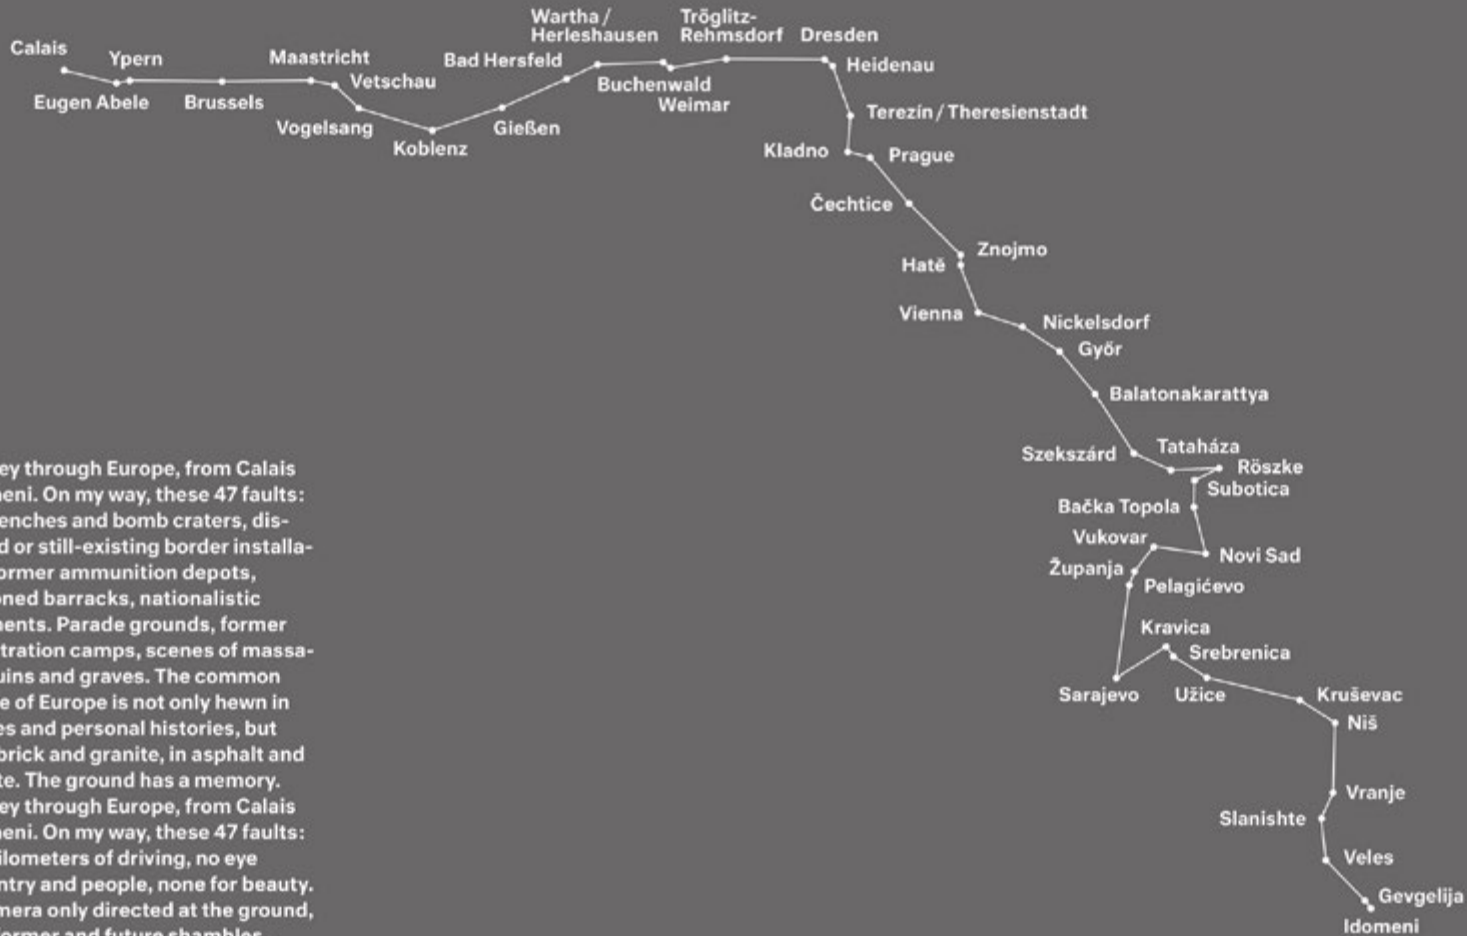 Calais
Ypern
Eugen Abele
Brussels
Maastricht
Vetschau
Vogelsang
Koblenz
Gießen
Bad Hersfeld
Wartha /
Herleshausen
Buchenwald
Weimar
Tröglitz-
Rehmsdorf
Dresden
Heidenau
Terezín / Theresienstadt
Kladno
Prague
Čechtice
Znojmo
Hatě
Vienna
Nickelsdorf
Győr
Balatonakarattya
Szekszárd
Tataháza
Röszke
Subotica
Bačka Topola
Novi Sad
Vukovar
Županja
Pelagićevo
Sarajevo
Kravica
Srebrenica
Užice
Kruševac
Niš
Vranje
Slanishte
Veles
Gevgelija
Idomeni
ey through Europe, from Calais
eni. On my way, these 47 faults:
enches and bomb craters, dis-
d or still-existing border installa-
ormer ammunition depots,
oned barracks, nationalistic
ents. Parade grounds, former
tration camps, scenes of massa-
uins and graves. The common
e of Europe is not only hewn in
es and personal histories, but
brick and granite, in asphalt and
te. The ground has a memory.
ey through Europe, from Calais
eni. On my way, these 47 faults:
ilometers of driving, no eye
ntry and people, none for beauty.
mera only directed at the ground,
ormer and future shambles